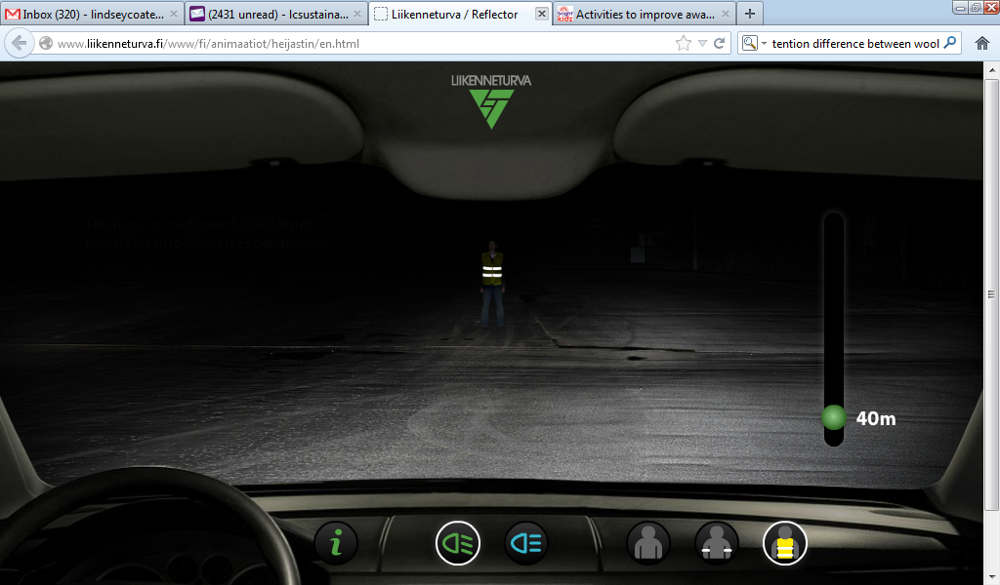 Inbox (320) - lindseycoate...
(2431 unread) - lcsustaina...
Liikenneturva / Reflector
Activities to improve awa...
www.liikenneturva.fi/www/fi/animaatiot/heijastin/en.html
tention difference between wool
LIIKENNETURVA
40m
i